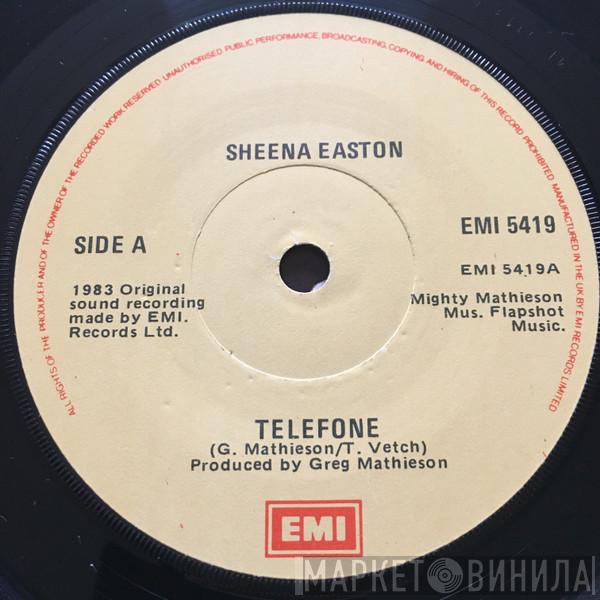 ALL RIGHTS OF THE PRODUCER AND OF THE OWNER OF THE RECORDED WORK RESERVED UNAUTHORISED PUBLIC PERFORMANCE, BROADCASTING, COPYING AND HIRING OF THIS RECORD PROHIBITED MANUFACTURED IN THE UK BY EMI RECORDS LIMITED
SHEENA EASTON
SIDE A
EMI 5419
EMI 5419A
1983 Original
sound recording
made by EMI.
Records Ltd.
Mighty Mathieson
Mus. Flapshot
Music.
TELEFONE
(G. Mathieson/T. Vetch)
Produced by Greg Mathieson
EMI
МАРКЕТ ВИНИЛА